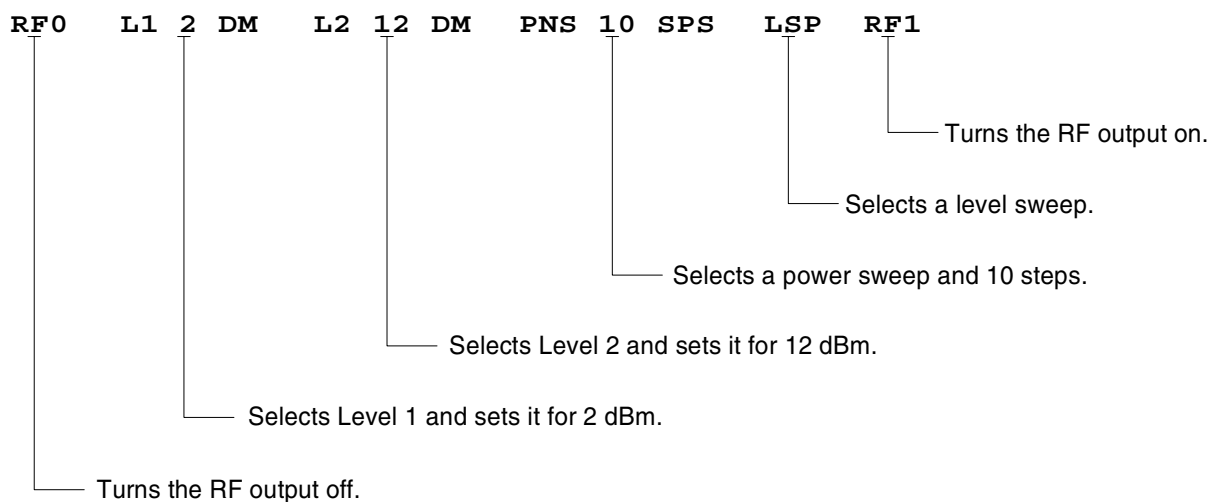 RF0 L1 2 DM L2 12 DM PNS 10 SPS LSP RF1
Turns the RF output on.
Selects a level sweep.
Selects a power sweep and 10 steps.
Selects Level 2 and sets it for 12 dBm.
Selects Level 1 and sets it for 2 dBm.
Turns the RF output off.